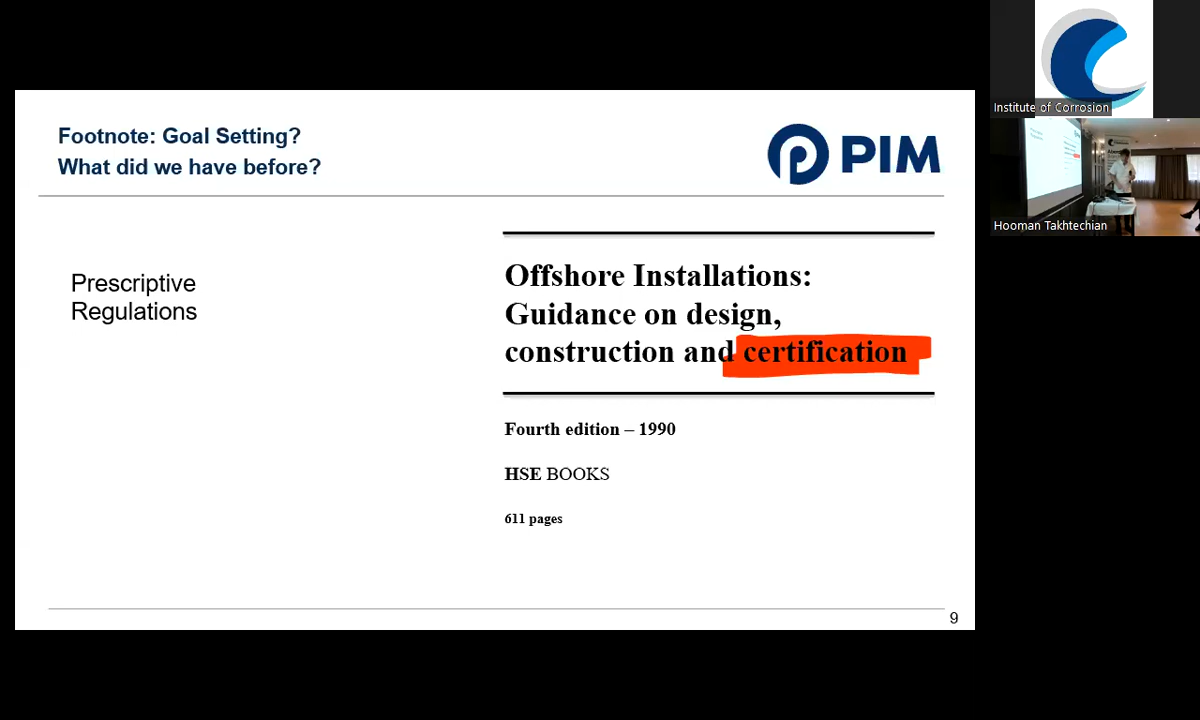 Footnote: Goal Setting?
What did we have before?
PIM
Prescriptive
Regulations
Offshore Installations:
Guidance on design,
construction and certification
Fourth edition – 1990
HSE BOOKS
611 pages
9
Institute of Corrosion
Hooman Takhtechian